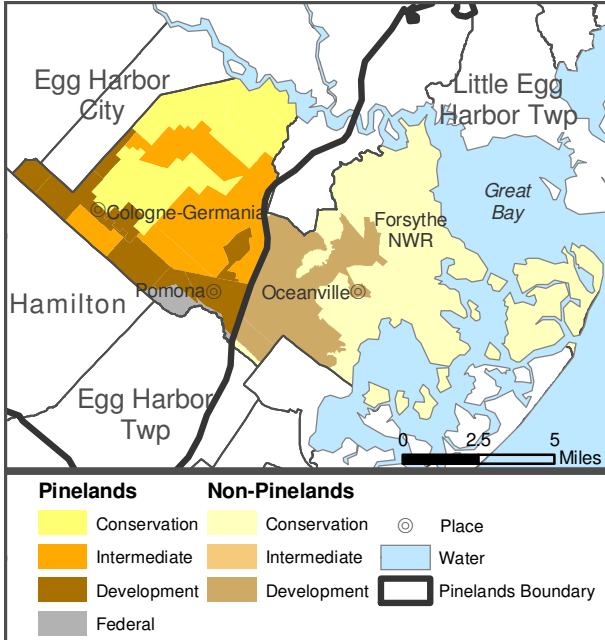 Egg Harbor
City
Little Egg
Harbor Twp
Great
Bay
Cologne-Germania
Forsythe
NWR
Hamilton
Pomona
Oceanville
Egg Harbor
Twp
0 2.5 5
Miles
Pinelands Non-Pinelands
Conservation Conservation Place
Intermediate Intermediate Water
Development Development Pinelands Boundary
Federal